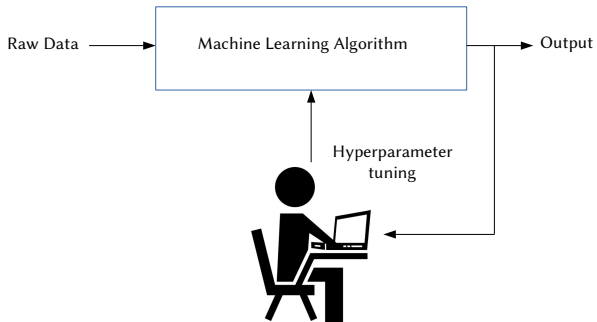 Raw Data
Machine Learning Algorithm
Output
Hyperparameter
tuning